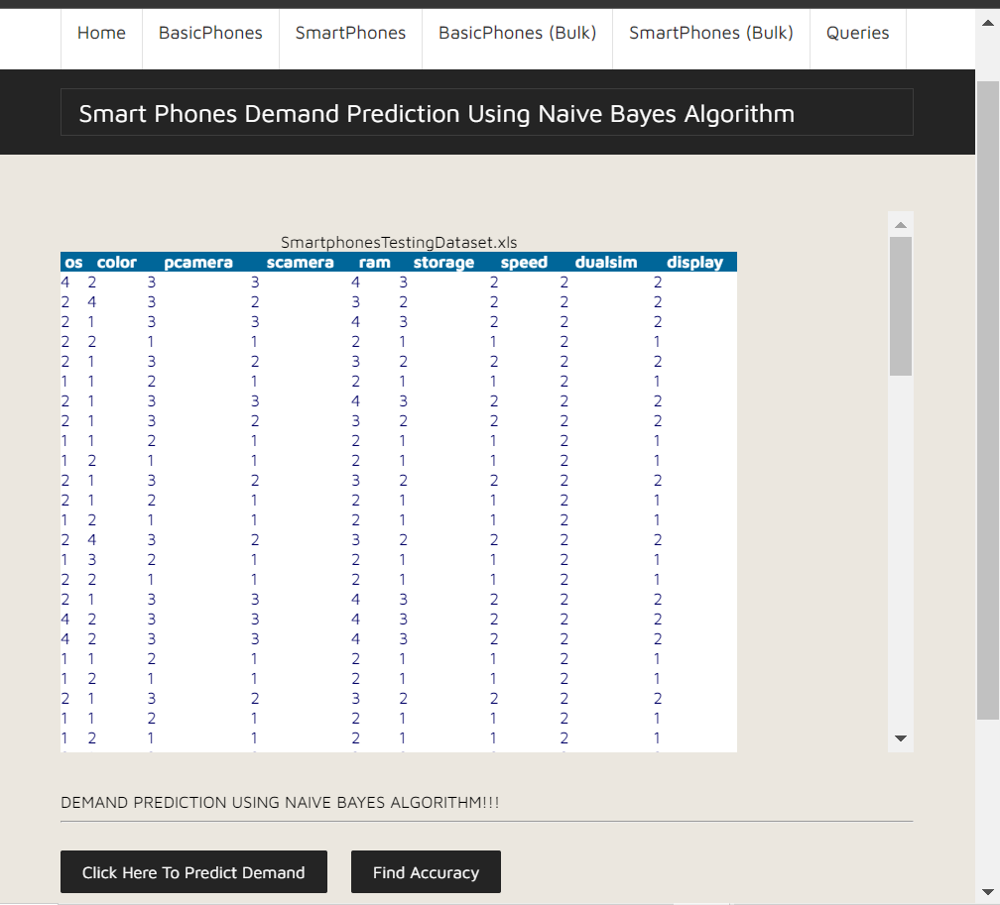 Home BasicPhones SmartPhones BasicPhones (Bulk) SmartPhones (Bulk) Queries
Smart Phones Demand Prediction Using Naive Bayes Algorithm
SmartphonesTestingDataset.xls
os color pcamera scamera ram storage speed dualsim display
4 2 3 3 4 3 2 2 2
2 4 3 2 3 2 2 2 2
2 1 3 3 4 3 2 2 2
2 2 1 1 2 1 1 2 1
2 1 3 2 3 2 2 2 2
1 1 2 1 2 1 1 2 1
2 1 3 3 4 3 2 2 2
2 1 3 2 3 2 2 2 2
1 1 2 1 2 1 1 2 1
1 2 1 1 2 1 1 2 1
2 1 3 2 3 2 2 2 2
2 1 2 1 2 1 1 2 1
1 2 1 1 2 1 1 2 1
2 4 3 2 3 2 2 2 2
1 3 2 1 2 1 1 2 1
2 2 1 1 2 1 1 2 1
2 1 3 3 4 3 2 2 2
4 2 3 3 4 3 2 2 2
4 2 3 3 4 3 2 2 2
1 1 2 1 2 1 1 2 1
1 2 1 1 2 1 1 2 1
2 1 3 2 3 2 2 2 2
1 1 2 1 2 1 1 2 1
1 2 1 1 2 1 1 2 1
DEMAND PREDICTION USING NAIVE BAYES ALGORITHM!!!
Click Here To Predict Demand Find Accuracy